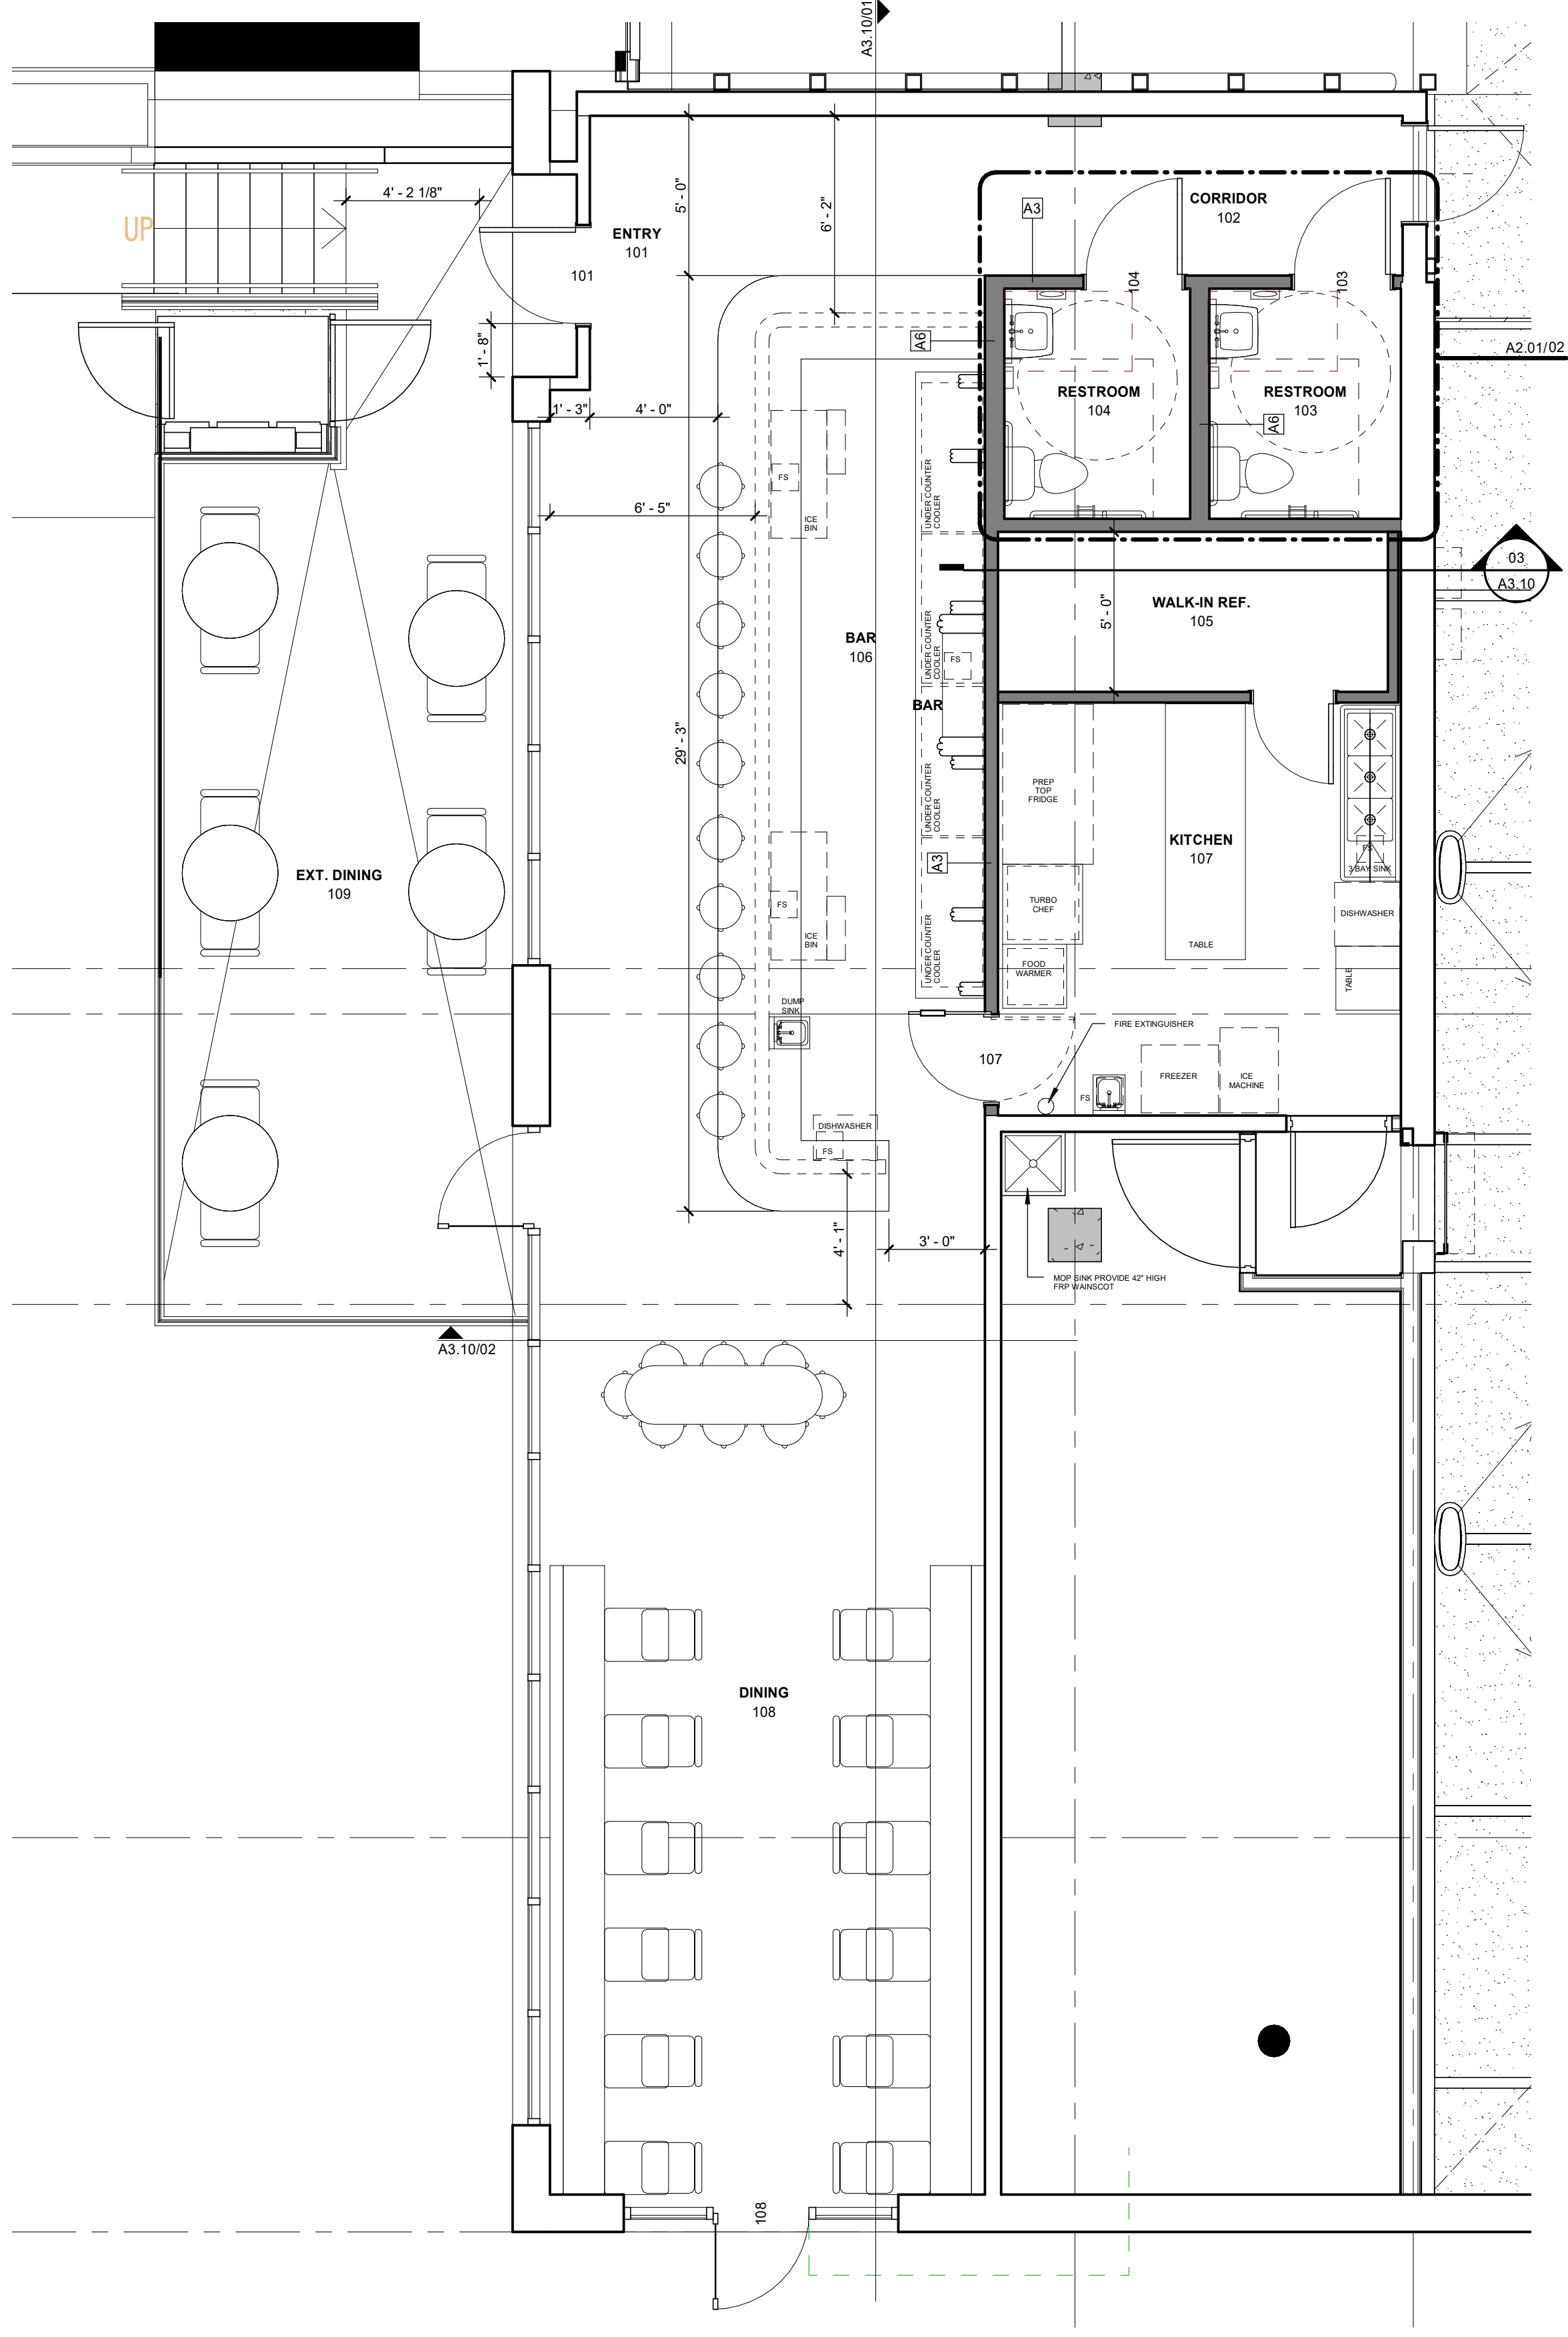 A3.10/01
4' - 2 1/8"
UP
5' - 0"
6' - 2"
ENTRY
101
101
A3
CORRIDOR
102
104
103
1' - 8"
A6
A2.01/02
RESTROOM
104
RESTROOM
103
A6
1' - 3"
4' - 0"
FS
ICE
BIN
UNDER COUNTER
COOLER
6' - 5"
03
A3.10
WALK-IN REF.
105
5' - 0"
BAR
106
UNDER COUNTER
COOLER
FS
BAR
29' - 3"
PREP
TOP
FRIDGE
UNDER COUNTER
COOLER
KITCHEN
107
FS
3 BAY SINK
A3
EXT. DINING
109
TURBO
CHEF
FS
ICE
BIN
UNDER COUNTER
COOLER
DISHWASHER
TABLE
FOOD
WARMER
TABLE
DUMP
SINK
FIRE EXTINGUISHER
107
FREEZER
ICE
MACHINE
FS
DISHWASHER
FS
4' - 1"
3' - 0"
MOP SINK PROVIDE 42" HIGH
FRP WAINSCOT
A3.10/02
DINING
108
108